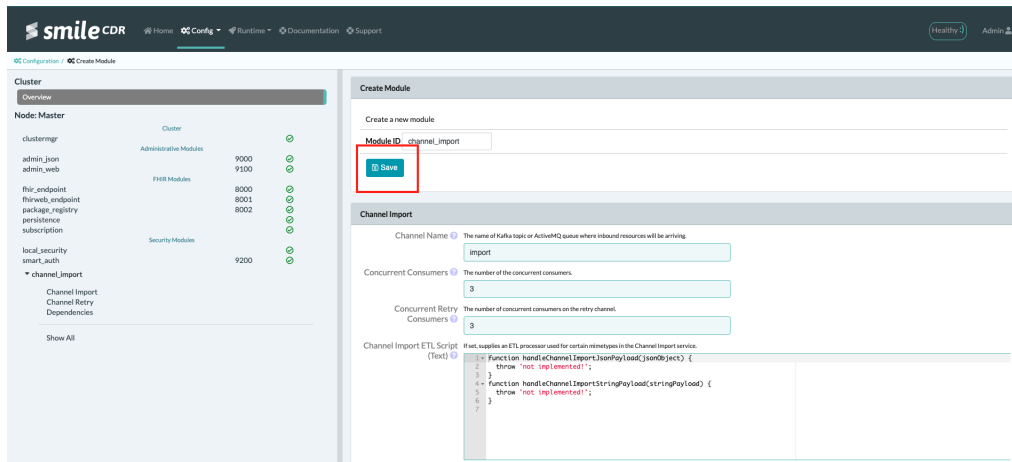 smile CDR
Home Config Runtime Documentation Support
Healthy :) Admin
Configuration / Create Module
Cluster
Overview
Node: Master
Cluster
clustermgr
Administrative Modules
admin_json 9000
admin_web 9100
FHIR Modules
fhir_endpoint 8000
fhirweb_endpoint 8001
package_registry 8002
persistence
subscription
Security Modules
local_security
smart_auth 9200
channel_import
Channel Import
Channel Retry
Dependencies
Show All
Create Module
Create a new module
Module ID channel_import
Save
Channel Import
Channel Name ? The name of Kafka topic or ActiveMQ queue where inbound resources will be arriving.
import
Concurrent Consumers ? The number of the concurrent consumers.
3
Concurrent Retry Consumers ? The number of concurrent consumers on the retry channel.
3
Channel Import ETL Script (Text) ? If set, supplies an ETL processor used for certain mimetypes in the Channel Import service.
1 function handleChannelImportJsonPayload(jsonObject) {
2 throw 'not implemented!';
3 }
4 function handleChannelImportStringPayload(stringPayload) {
5 throw 'not implemented!';
6 }
7